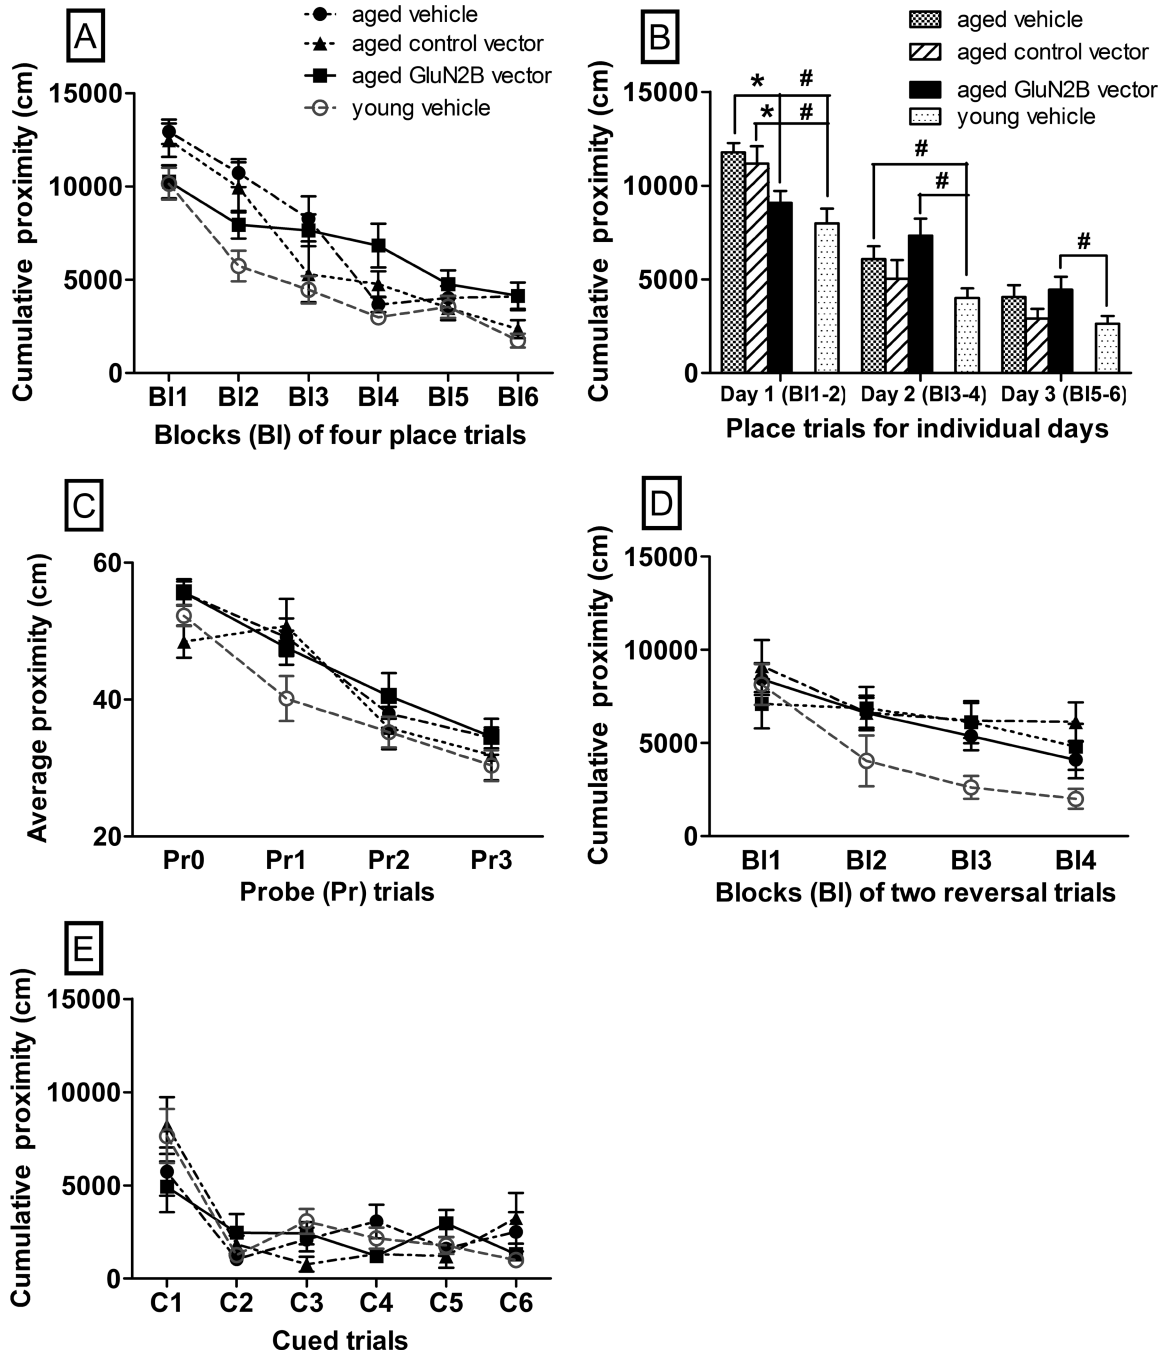 A
aged vehicle
aged control vector
aged GluN2B vector
young vehicle
Cumulative proximity (cm)
15000
10000
5000
0
Bl1 Bl2 Bl3 Bl4 Bl5 Bl6
Blocks (Bl) of four place trials
B
aged vehicle
aged control vector
aged GluN2B vector
young vehicle
Cumulative proximity (cm)
15000
10000
5000
0
* #
* #
#
#
#
Day 1 (Bl1-2) Day 2 (Bl3-4) Day 3 (Bl5-6)
Place trials for individual days
C
Average proximity (cm)
60
40
20
Pr0 Pr1 Pr2 Pr3
Probe (Pr) trials
D
Cumulative proximity (cm)
15000
10000
5000
0
Bl1 Bl2 Bl3 Bl4
Blocks (Bl) of two reversal trials
E
Cumulative proximity (cm)
15000
10000
5000
0
C1 C2 C3 C4 C5 C6
Cued trials